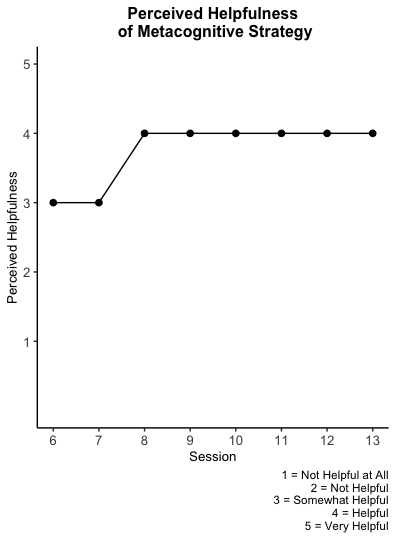 Perceived Helpfulness
of Metacognitive Strategy
Perceived Helpfulness
5
4
3
2
1
6 7 8 9 10 11 12 13
Session
1 = Not Helpful at All
2 = Not Helpful
3 = Somewhat Helpful
4 = Helpful
5 = Very Helpful